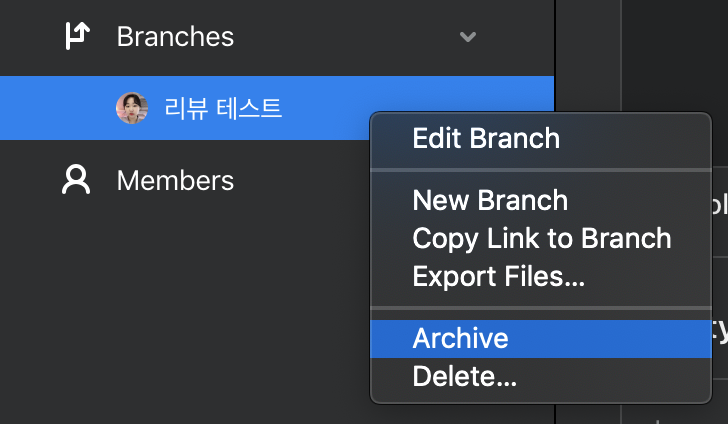 Branches
리뷰 테스트
Members
Edit Branch
New Branch
Copy Link to Branch
Export Files...
Archive
Delete...